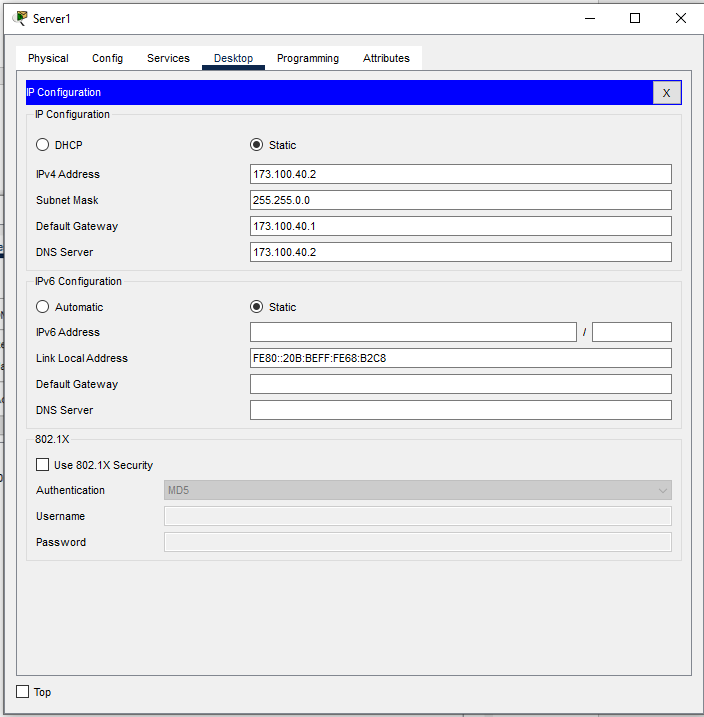 Server1
Physical Config Services Desktop Programming Attributes
IP Configuration X
IP Configuration
DHCP Static
IPv4 Address 173.100.40.2
Subnet Mask 255.255.0.0
Default Gateway 173.100.40.1
DNS Server 173.100.40.2
IPv6 Configuration
Automatic Static
IPv6 Address /
Link Local Address FE80::20B:BEFF:FE68:B2C8
Default Gateway
DNS Server
802.1X
Use 802.1X Security
Authentication MD5
Username
Password
Top